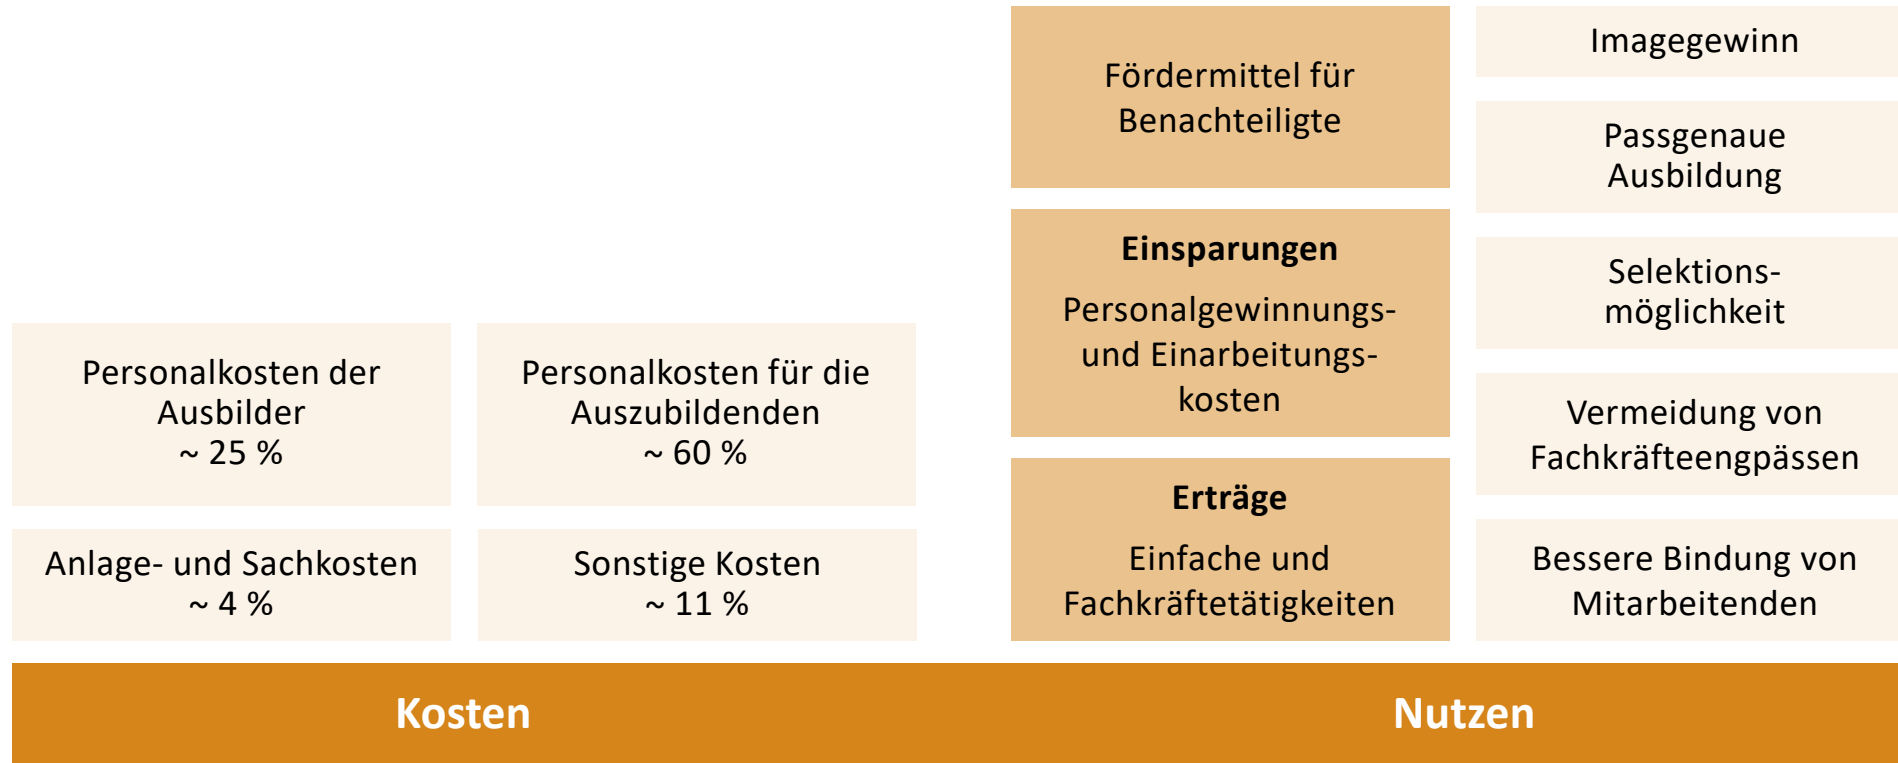 Personalkosten der
Ausbilder
~ 25 %
Personalkosten für die
Auszubildenden
~ 60 %
Anlage- und Sachkosten
~ 4 %
Sonstige Kosten
~ 11 %
Kosten
Fördermittel für
Benachteiligte
Einsparungen
Personalgewinnungs-
und Einarbeitungs-
kosten
Erträge
Einfache und
Fachkräftetätigkeiten
Imagegewinn
Passgenaue
Ausbildung
Selektions-
möglichkeit
Vermeidung von
Fachkräfteengpässen
Bessere Bindung von
Mitarbeitenden
Nutzen